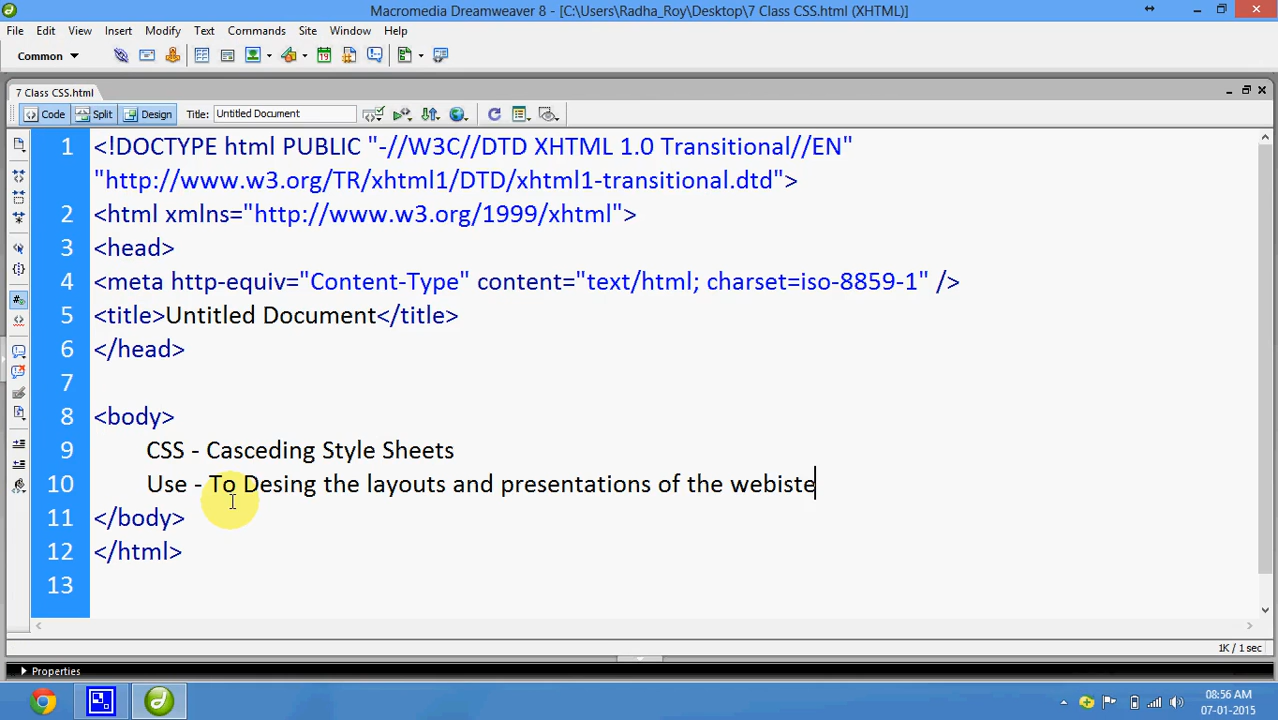 Macromedia Dreamweaver 8 - [C:\Users\Radha_Roy\Desktop\7 Class CSS.html (XHTML)]
File Edit View Insert Modify Text Commands Site Window Help
Common
7 Class CSS.html
Code Split Design Title: Untitled Document
1 <!DOCTYPE html PUBLIC "-//W3C//DTD XHTML 1.0 Transitional//EN"
"http://www.w3.org/TR/xhtml1/DTD/xhtml1-transitional.dtd">
2 <html xmlns="http://www.w3.org/1999/xhtml">
3 <head>
4 <meta http-equiv="Content-Type" content="text/html; charset=iso-8859-1" />
5 <title>Untitled Document</title>
6 </head>
7
8 <body>
9 CSS - Casceding Style Sheets
10 Use - To Desing the layouts and presentations of the webiste
11 </body>
12 </html>
13
1K / 1 sec
Properties
08:56 AM
07-01-2015